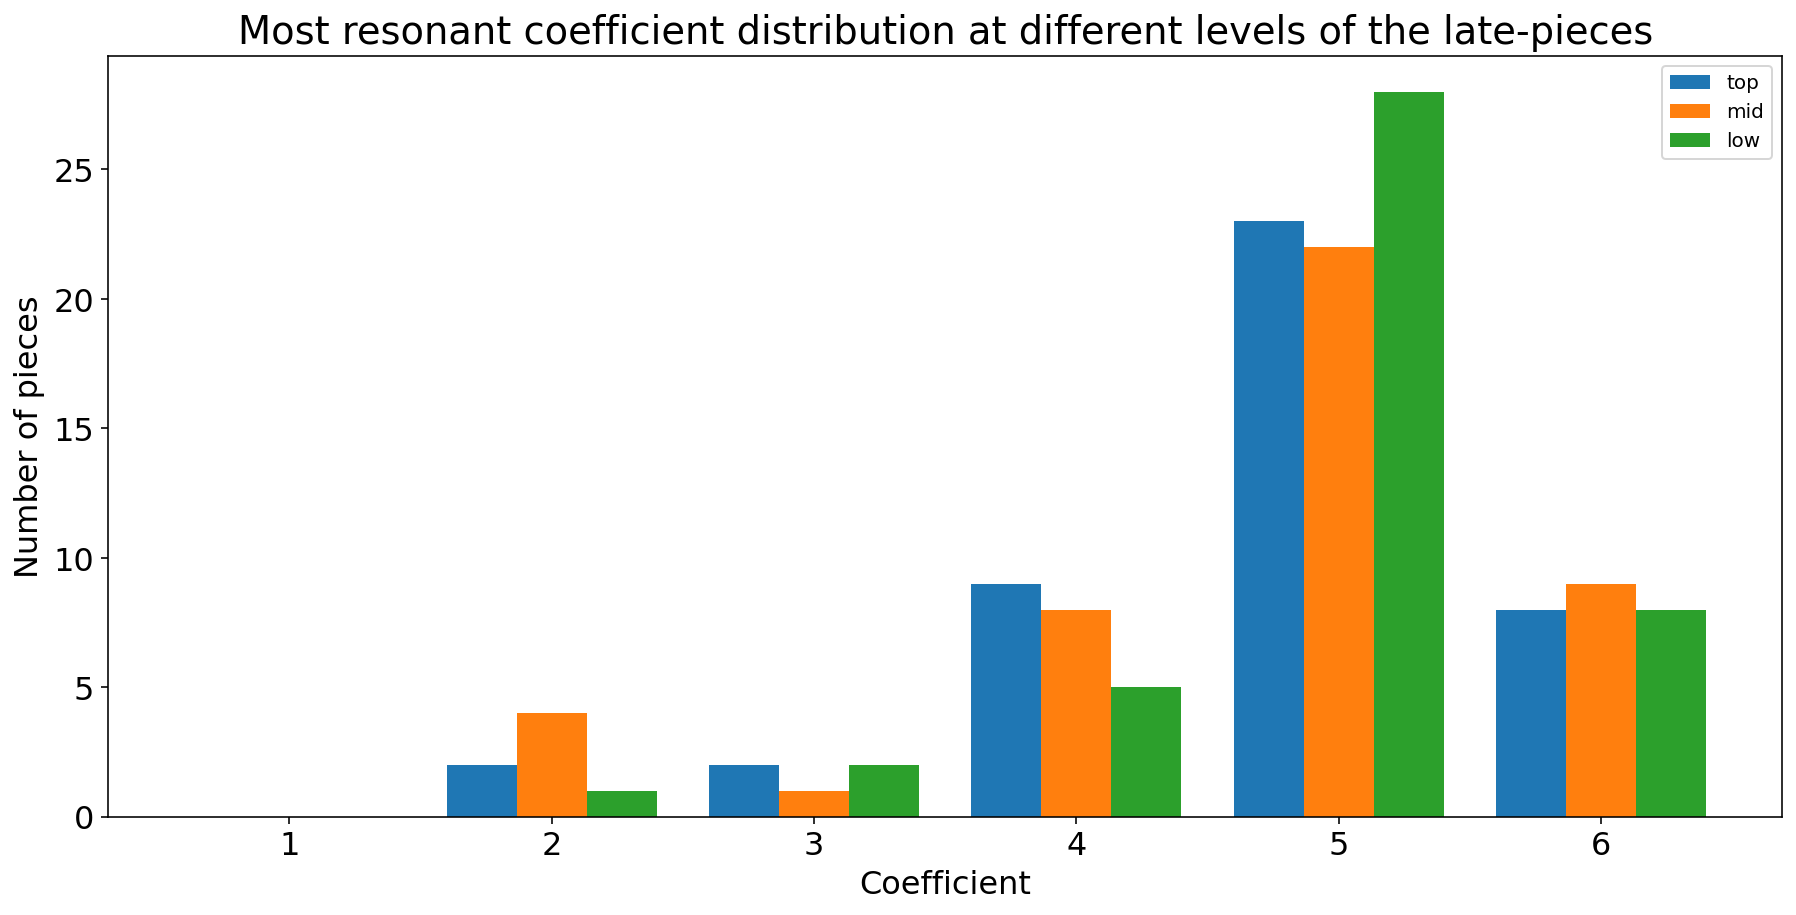 Most resonant coefficient distribution at different levels of the late-pieces
top
mid
low
Number of pieces
25
20
15
10
5
0
1 2 3 4 5 6
Coefficient